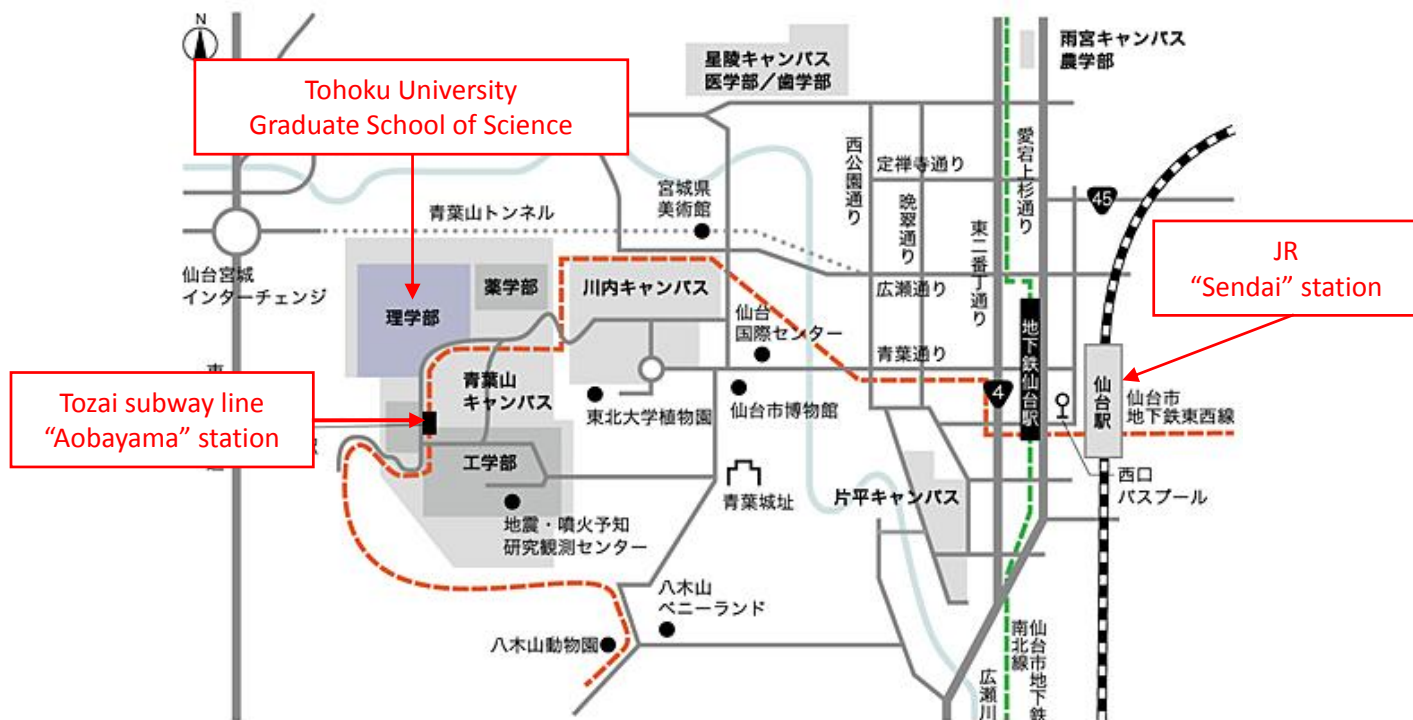 N
Tohoku University
Graduate School of Science
星陵キャンパス
医学部/歯学部
雨宮キャンパス
農学部
愛宕上杉通り
西公園通り
定禅寺通り
晩翠通り
東二番丁通り
45
宮城県
美術館
青葉山トンネル
仙台宮城
インターチェンジ
JR
“Sendai” station
薬学部
川内キャンパス
理学部
広瀬通り
仙台
国際センター
青葉通り
地下鉄仙台駅
4
仙台駅
仙台市
地下鉄東西線
青葉山
キャンパス
東北大学植物園
仙台市博物館
Tozai subway line
“Aobayama” station
東
道
工学部
青葉城址
片平キャンパス
西口
バスプール
地震・噴火予知
研究観測センター
八木山
ベニーランド
八木山動物園
仙台市地下鉄
南北線
広瀬川